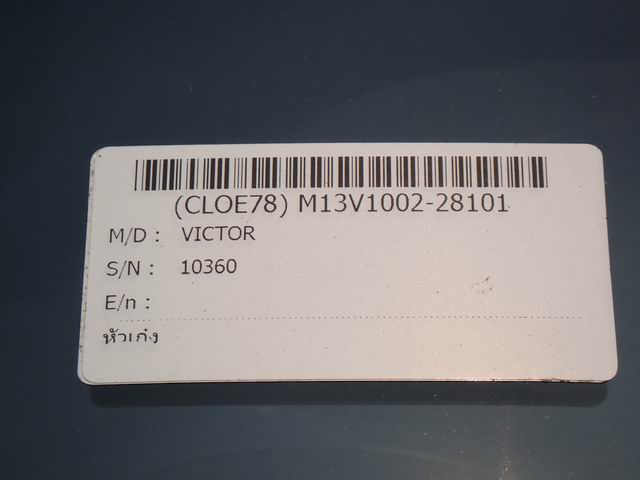 (CLOE78) M13V1002-28101
M/D : VICTOR
S/N : 10360
E/n :
หัวเก๋ง